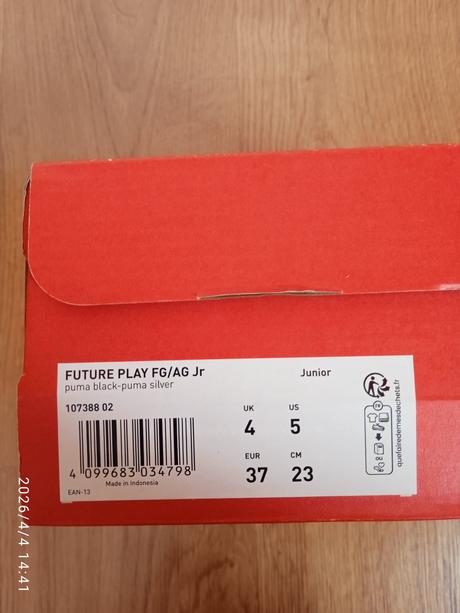 FUTURE PLAY FG/AG Jr
Junior
puma black-puma silver
107388 02
UK US
4 5
EUR CM
37 23
4 099683 034798
Made in Indonesia
EAN-13
FR
quefairedemesdechets.fr
2026/4/4 14:41